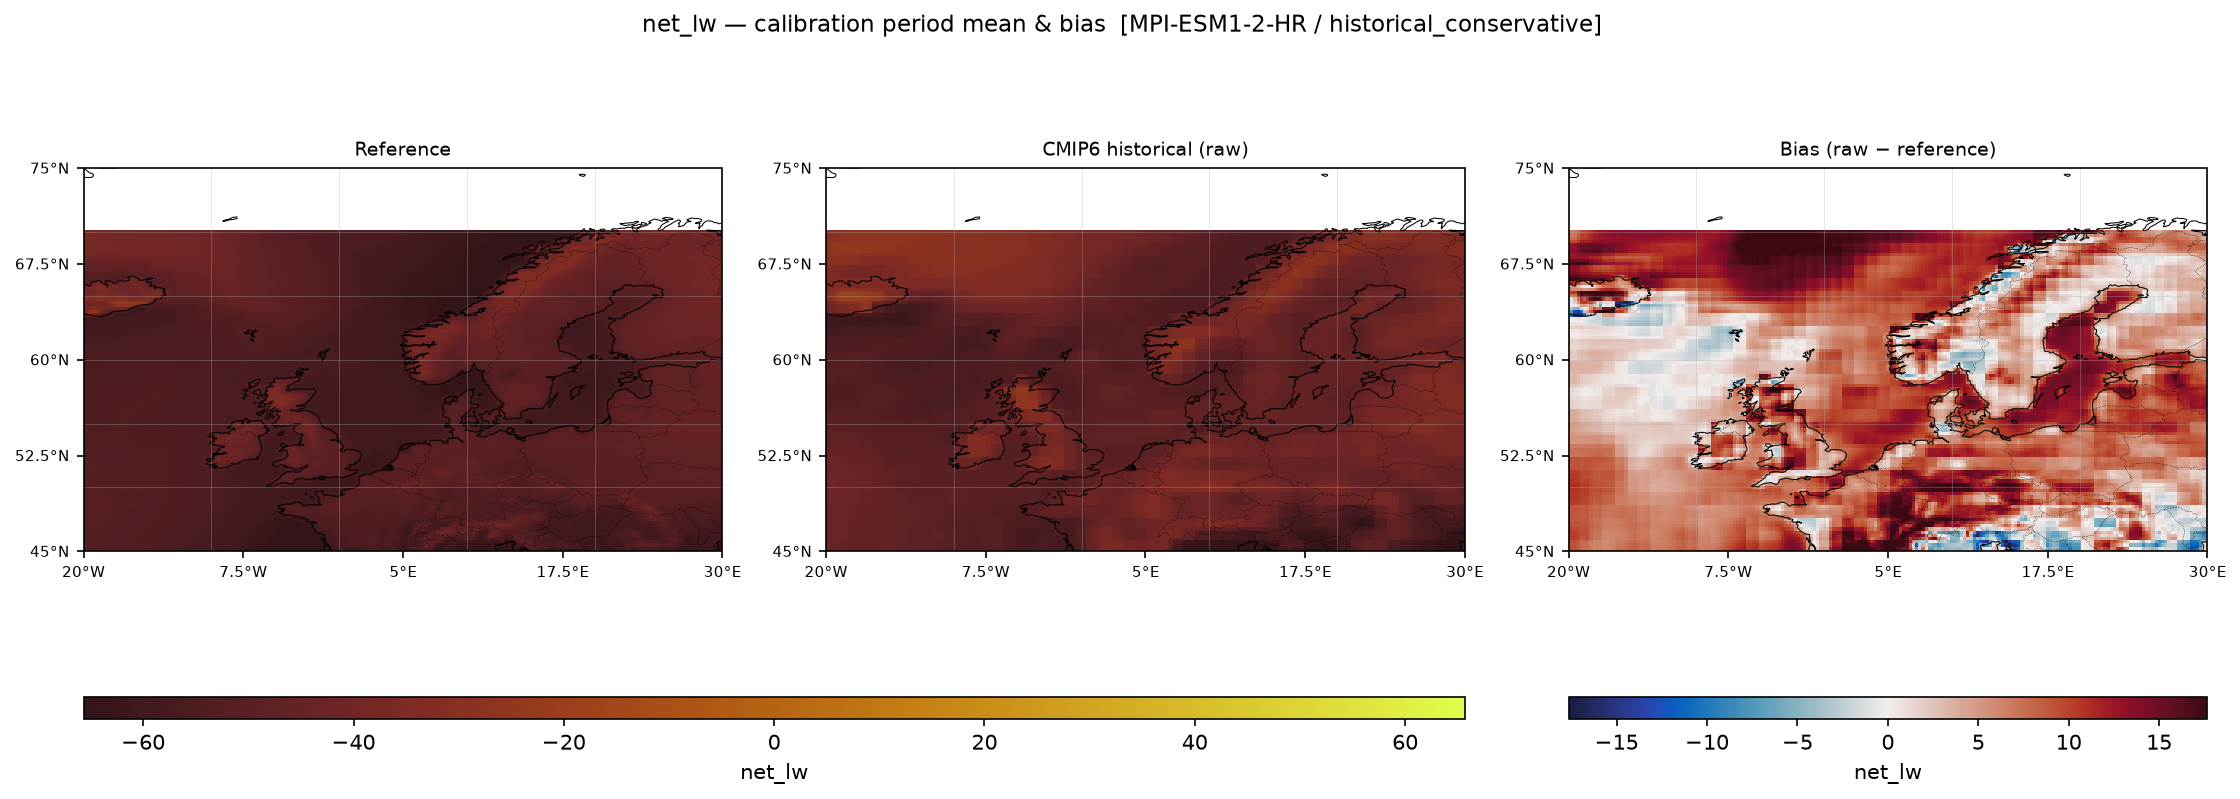 net_lw — calibration period mean & bias  [MPI-ESM1-2-HR / historical_conservative]
Reference
75°N
67.5°N
60°N
52.5°N
45°N
20°W 7.5°W 5°E 17.5°E 30°E
CMIP6 historical (raw)
75°N
67.5°N
60°N
52.5°N
45°N
20°W 7.5°W 5°E 17.5°E 30°E
Bias (raw − reference)
75°N
67.5°N
60°N
52.5°N
45°N
20°W 7.5°W 5°E 17.5°E 30°E
−60 −40 −20 0 20 40 60
net_lw
−15 −10 −5 0 5 10 15
net_lw